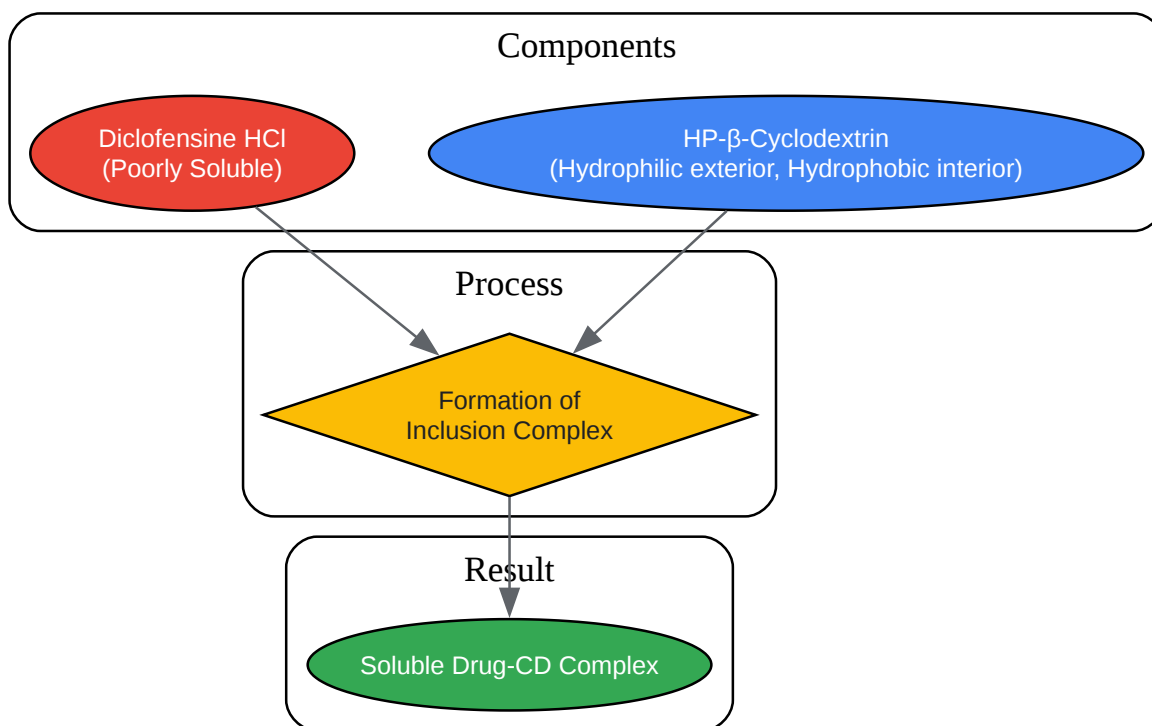 Components
Diclofensine HCl
(Poorly Soluble)
HP-β-Cyclodextrin
(Hydrophilic exterior, Hydrophobic interior)
Process
Formation of
Inclusion Complex
Result
Soluble Drug-CD Complex